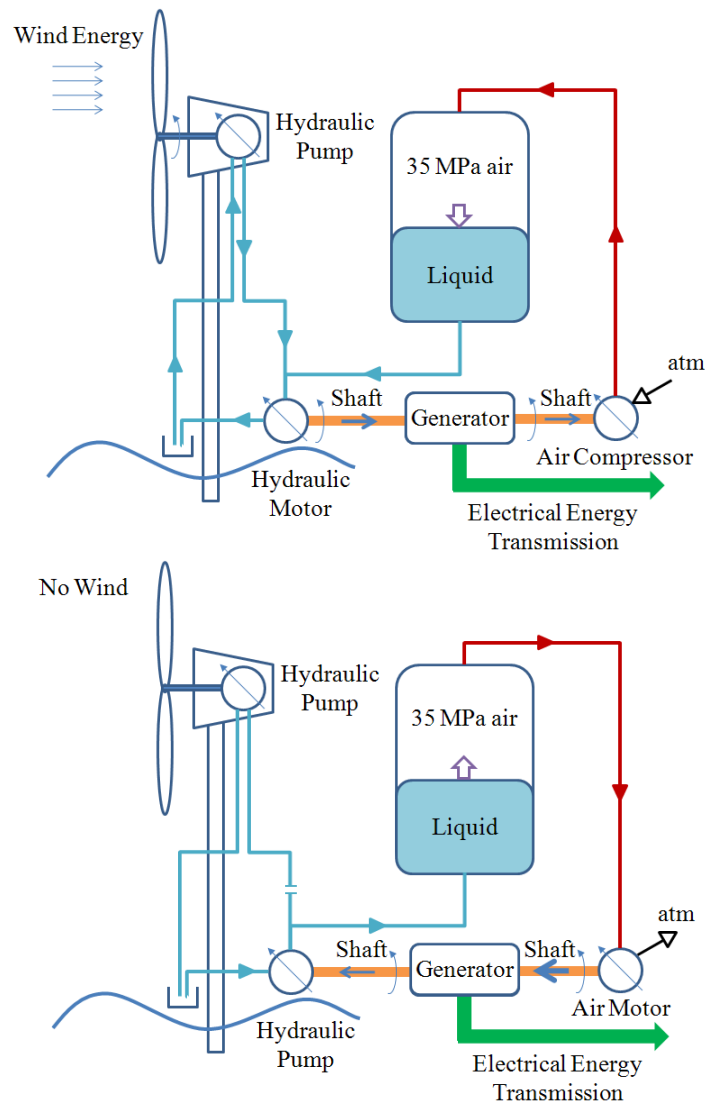 Wind Energy
Hydraulic
Pump
35 MPa air
Liquid
atm
Shaft
Generator
Shaft
Air Compressor
Hydraulic
Motor
Electrical Energy
Transmission
No Wind
Hydraulic
Pump
35 MPa air
Liquid
atm
Shaft
Generator
Shaft
Air Motor
Hydraulic
Pump
Electrical Energy
Transmission